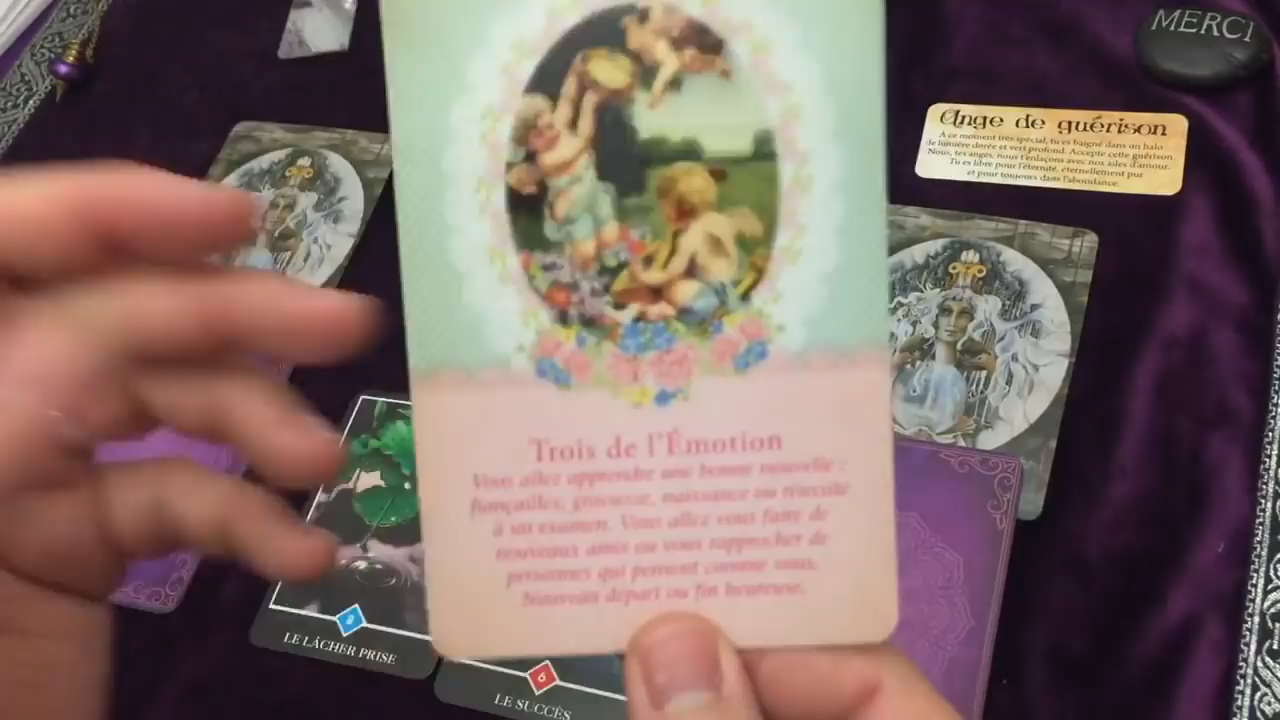 MERCI
Ange de guérison
A ce moment très spécial, tu es baigné dans un halo
de lumière dorée et vert profond. Accepte cette guérison.
Nous, tes anges, nous t'enlaçons avec nos ailes d'amour.
Tu es libre pour l'éternité, éternellement pur
et pour toujours dans l'abondance.
Trois de l'Émotion
Vous allez apprendre une bonne nouvelle :
fiançailles, grossesse, naissance ou réussite
à un examen. Vous allez vous faire de
nouveaux amis ou vous rapprocher de
personnes qui pensent comme vous.
Nouveau départ ou fin heureuse.
LE LÂCHER PRISE
6
LE SUCCÈS